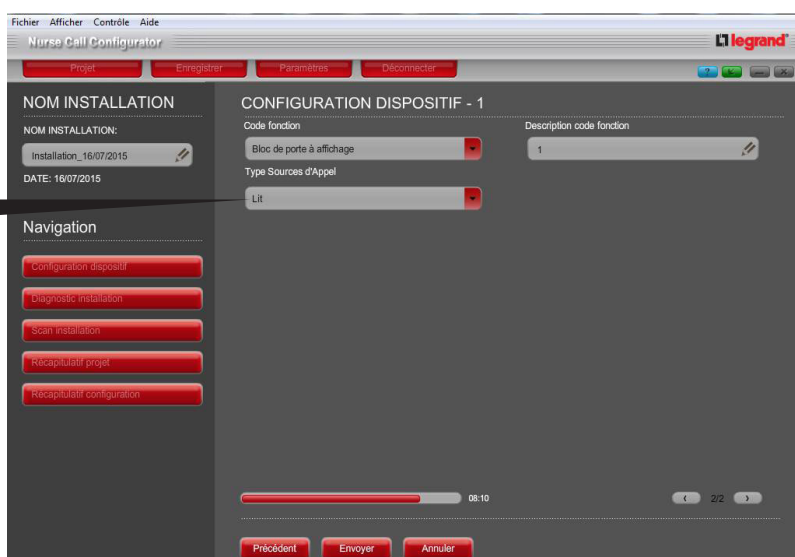 Fichier Afficher Contrôle Aide
Nurse Call Configurator
legrand
Projet Enregistrer Paramètres Déconnecter
?
NOM INSTALLATION
NOM INSTALLATION:
Installation_16/07/2015
DATE: 16/07/2015
Navigation
Configuration dispositif
Diagnostic installation
Scan installation
Récapitulatif projet
Récapitulatif configuration
CONFIGURATION DISPOSITIF - 1
Code fonction
Description code fonction
Bloc de porte à affichage
1
Type Sources d'Appel
Lit
08:10
2/2
Précédent Envoyer Annuler